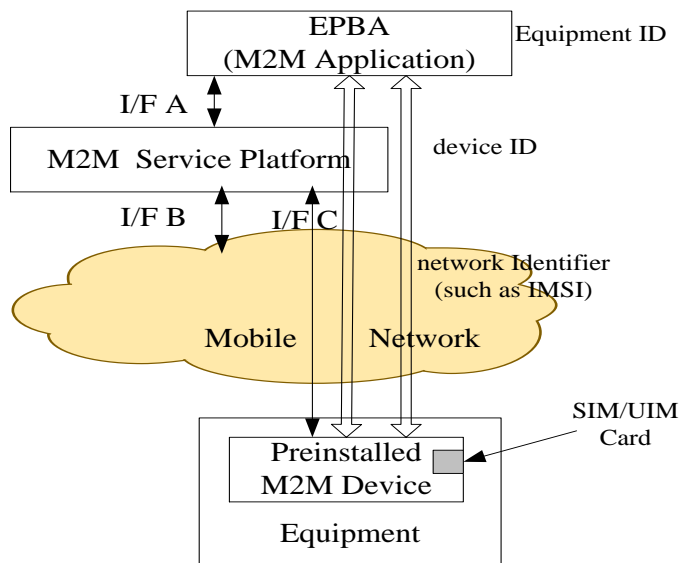 EPBA
(M2M Application)
Equipment ID
I/F A
M2M Service Platform
device ID
I/F B
I/F C
network Identifier
(such as IMSI)
Mobile Network
SIM/UIM
Card
Preinstalled
M2M Device
Equipment